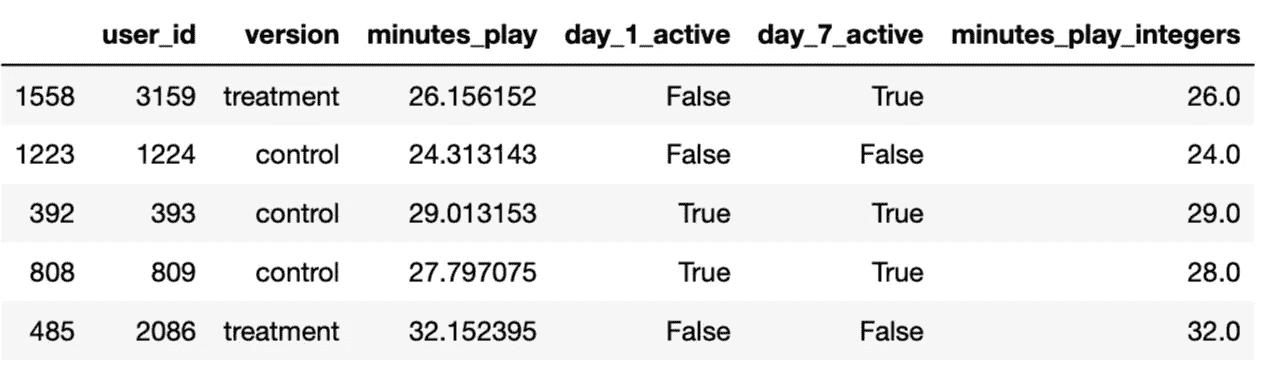 user_id version minutes_play day_1_active day_7_active minutes_play_integers
1558 3159 treatment 26.156152 False True 26.0
1223 1224 control 24.313143 False False 24.0
392 393 control 29.013153 True True 29.0
808 809 control 27.797075 True True 28.0
485 2086 treatment 32.152395 False False 32.0